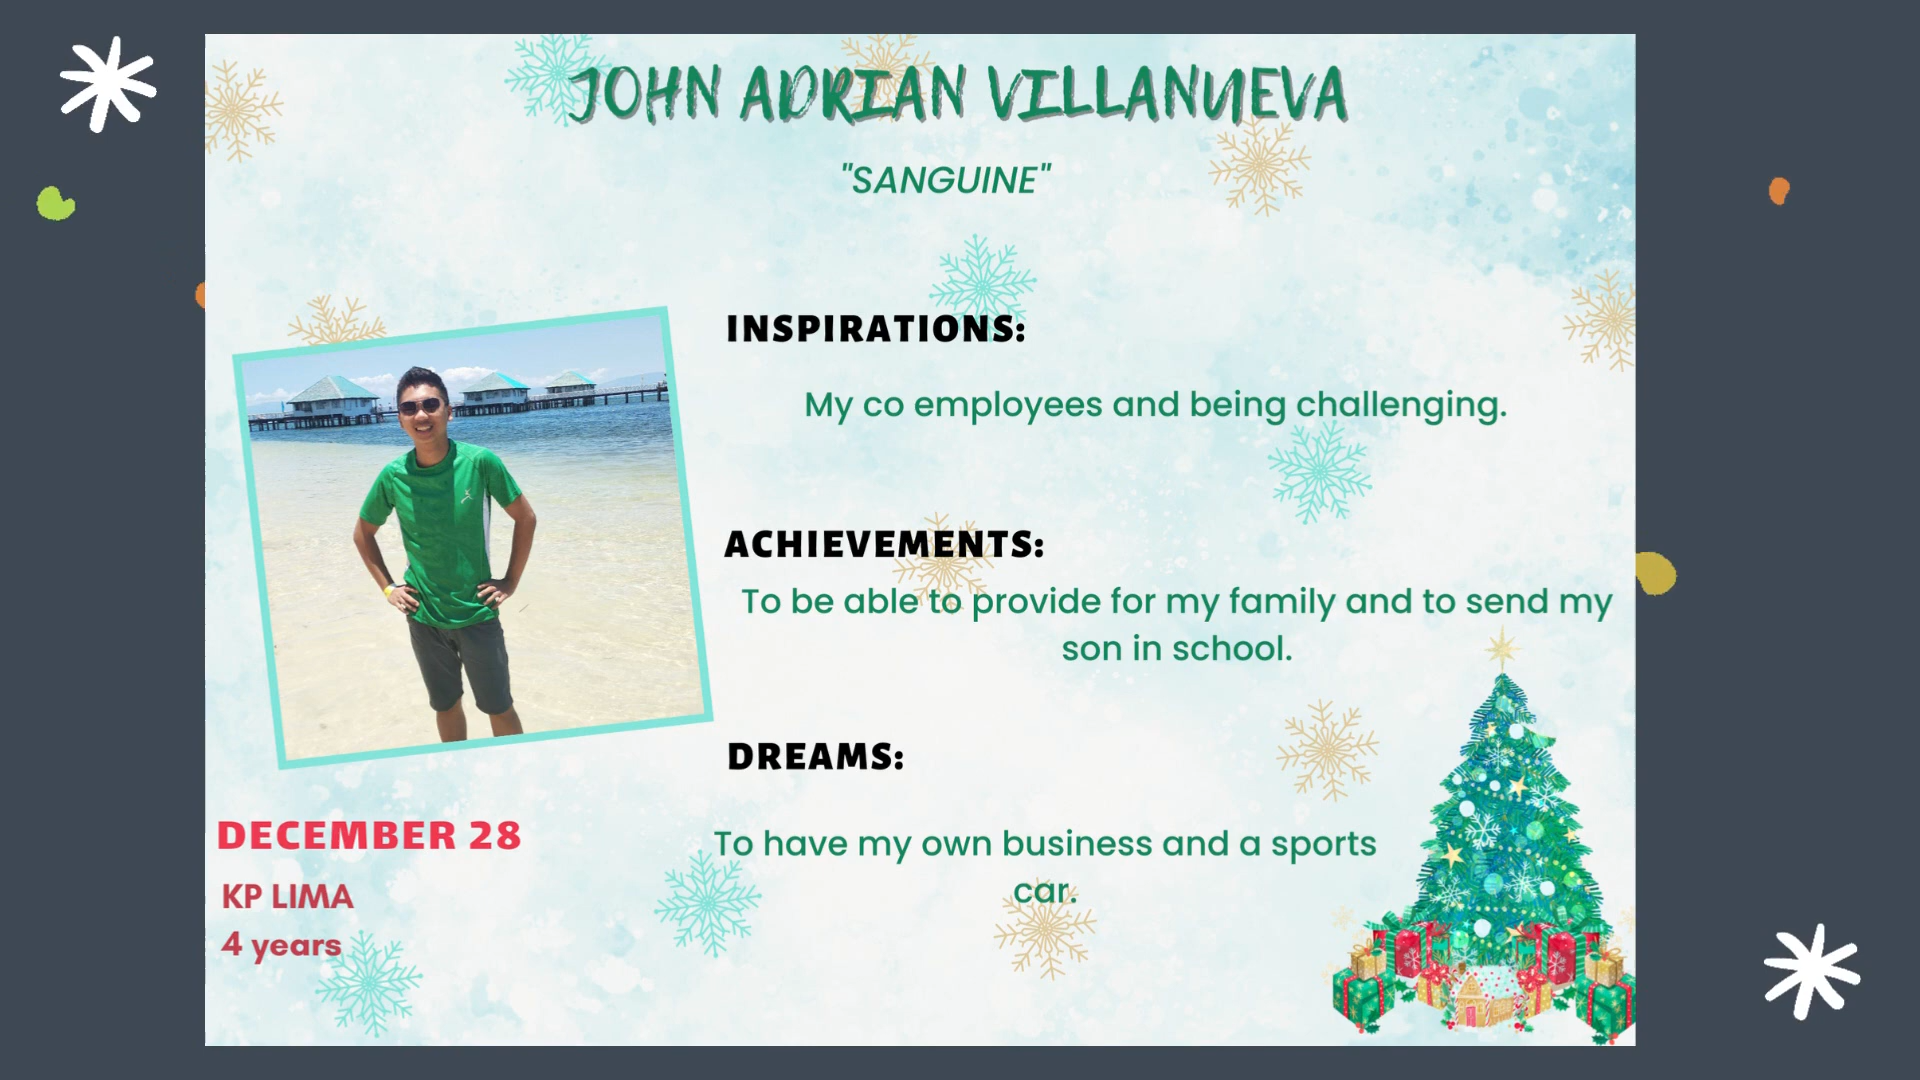 JOHN ADRIAN VILLANUEVA
"SANGUINE"
INSPIRATIONS:
My co employees and being challenging.
ACHIEVEMENTS:
To be able to provide for my family and to send my
son in school.
DREAMS:
To have my own business and a sports
car.
DECEMBER 28
KP LIMA
4 years